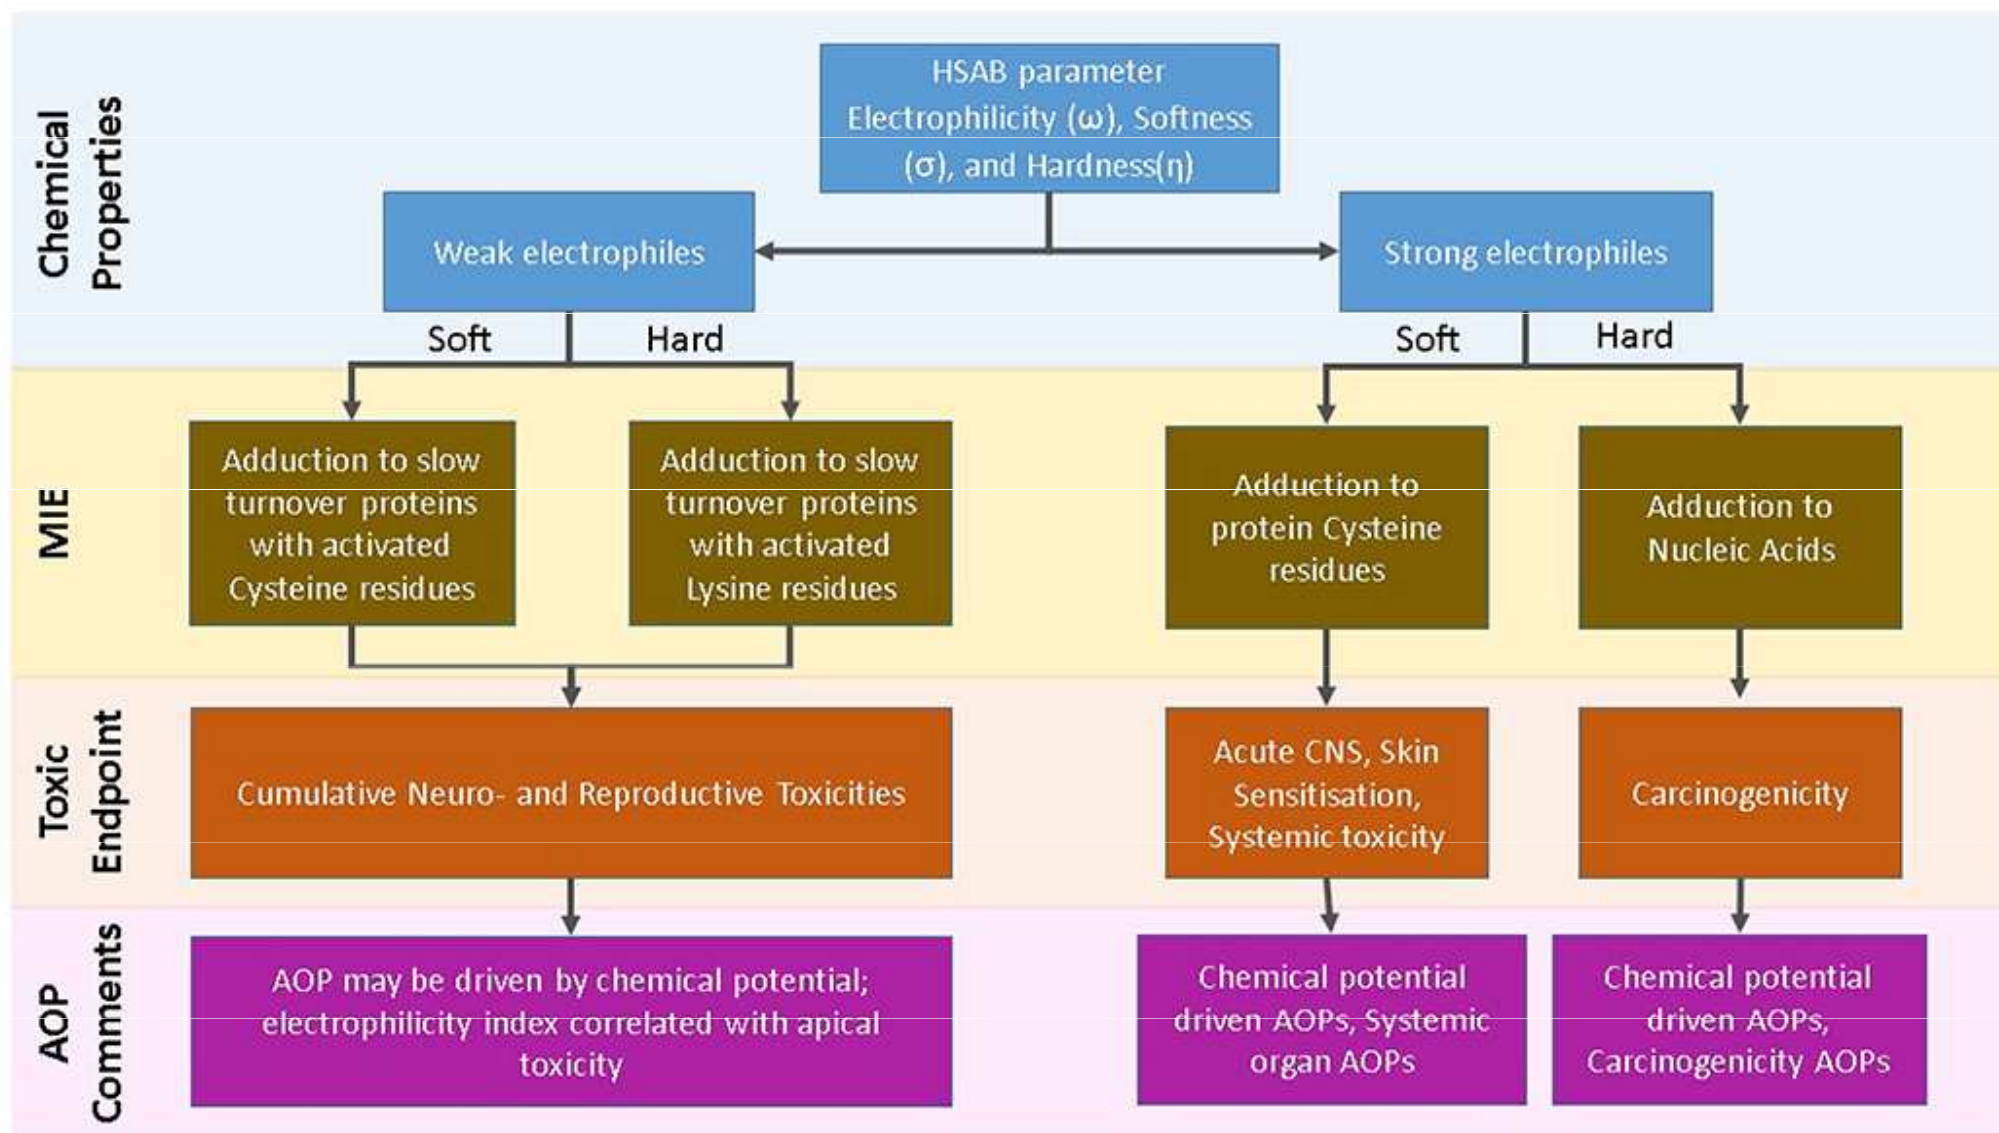 Chemical
Properties
HSAB parameter
Electrophilicity (ω), Softness
(σ), and Hardness(η)
Weak electrophiles
Strong electrophiles
Soft
Hard
Soft
Hard
MIE
Adduction to slow
turnover proteins
with activated
Cysteine residues
Adduction to slow
turnover proteins
with activated
Lysine residues
Adduction to
protein Cysteine
residues
Adduction to
Nucleic Acids
Toxic
Endpoint
Cumulative Neuro- and Reproductive Toxicities
Acute CNS, Skin
Sensitisation,
Systemic toxicity
Carcinogenicity
AOP
Comments
AOP may be driven by chemical potential;
electrophilicity index correlated with apical
toxicity
Chemical potential
driven AOPs, Systemic
organ AOPs
Chemical potential
driven AOPs,
Carcinogenicity AOPs